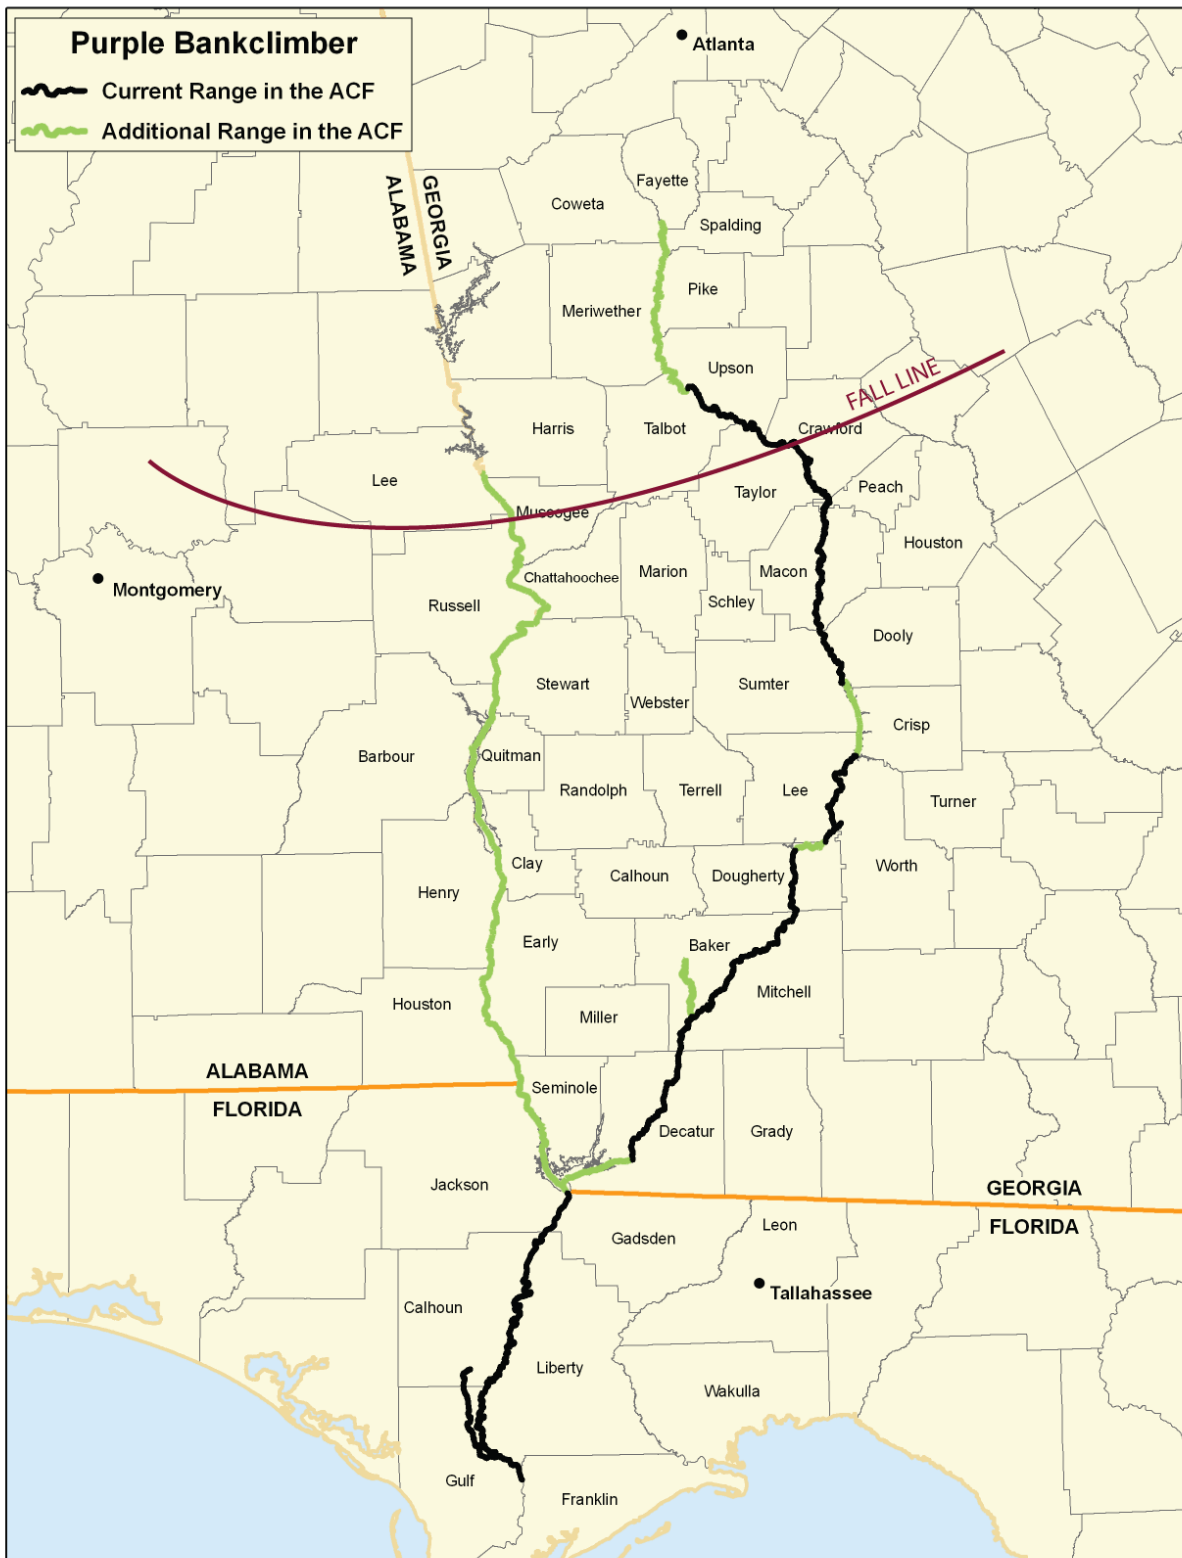 Purple Bankclimber
Current Range in the ACF
Additional Range in the ACF
Atlanta
GEORGIA
ALABAMA
Fayette
Coweta
Spalding
Pike
Meriwether
Upson
FALL LINE
Harris
Talbot
Crawford
Lee
Taylor
Peach
Muscogee
Houston
Montgomery
Chattahoochee
Marion
Macon
Russell
Schley
Dooly
Stewart
Sumter
Webster
Crisp
Barbour
Quitman
Randolph
Terrell
Lee
Turner
Clay
Calhoun
Dougherty
Worth
Henry
Early
Baker
Houston
Mitchell
Miller
ALABAMA
FLORIDA
Seminole
Decatur
Grady
Jackson
GEORGIA
FLORIDA
Leon
Gadsden
Tallahassee
Calhoun
Liberty
Wakulla
Gulf
Franklin